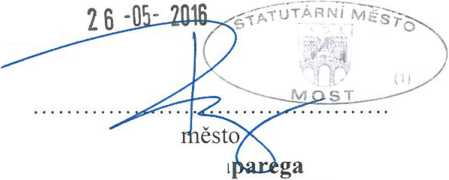 26 -05- 2016
STATUTÁRNÍ MĚSTO
(1)
MOST
město
parega